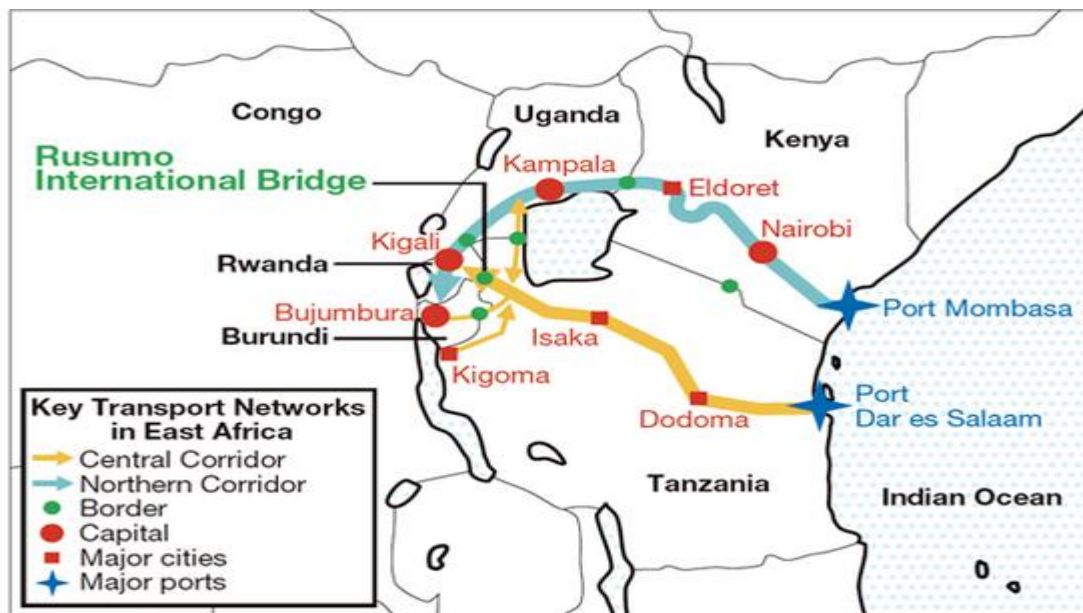 Congo
Uganda
Kenya
Rusumo
International Bridge
Kampala
Eldoret
Kigali
Nairobi
Rwanda
Bujumbura
Port Mombasa
Burundi
Isaka
Kigoma
Dodoma
Port
Dar es Salaam
Tanzania
Indian Ocean
Key Transport Networks
in East Africa
Central Corridor
Northern Corridor
Border
Capital
Major cities
Major ports